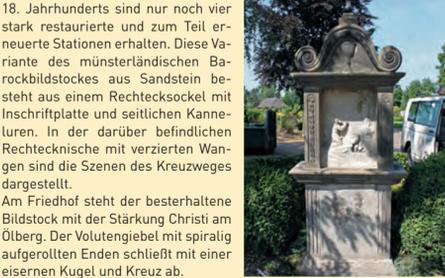 18. Jahrhunderts sind nur noch vier
stark restaurierte und zum Teil er-
neuerte Stationen erhalten. Diese Va-
riante des münsterländischen Ba-
rockbildstockes aus Sandstein be-
steht aus einem Rechtecksockel mit
Inschriftplatte und seitlichen Kanne-
luren. In der darüber befindlichen
Rechtecknische mit verzierten Wan-
gen sind die Szenen des Kreuzweges
dargestellt.
Am Friedhof steht der besterhaltene
Bildstock mit der Stärkung Christi am
Ölberg. Der Volutengiebel mit spiralig
aufgerollten Enden schließt mit einer
eisernen Kugel und Kreuz ab.